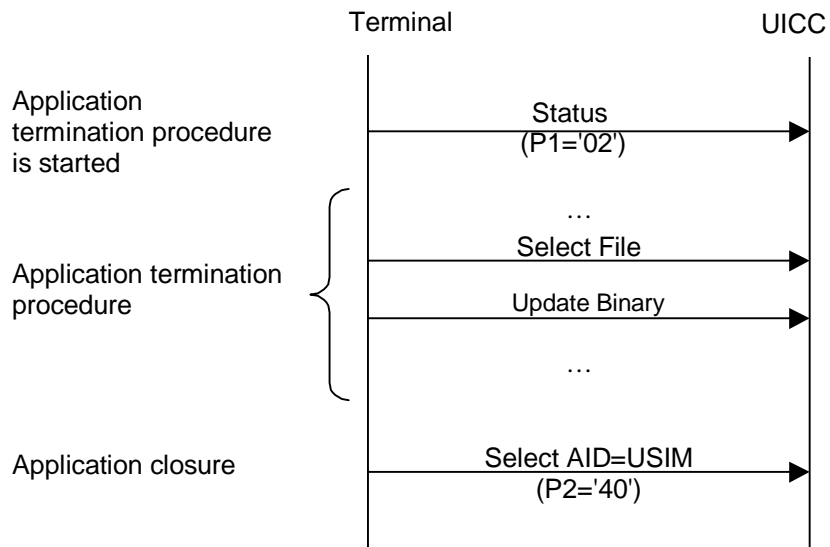 Terminal
UICC
Application
termination procedure
is started
Status
(P1='02')
…
Select File
Application termination
procedure
Update Binary
…
Application closure
Select AID=USIM
(P2='40')